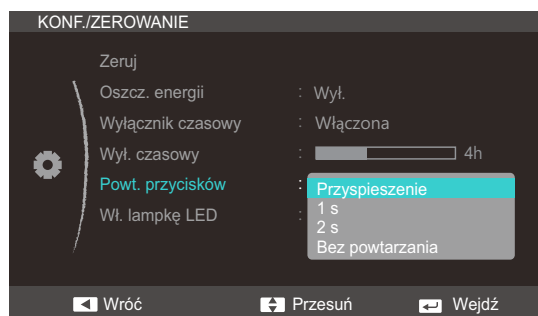 KONF./ZEROWANIE
Zeruj
Oszcz. energii : Wył.
Wyłącznik czasowy : Włączona
Wył. czasowy : 4h
Powt. przycisków : Przyspieszenie
1 s
Wł. lampkę LED : 2 s
Bez powtarzania
Wróć Przesuń Wejdź